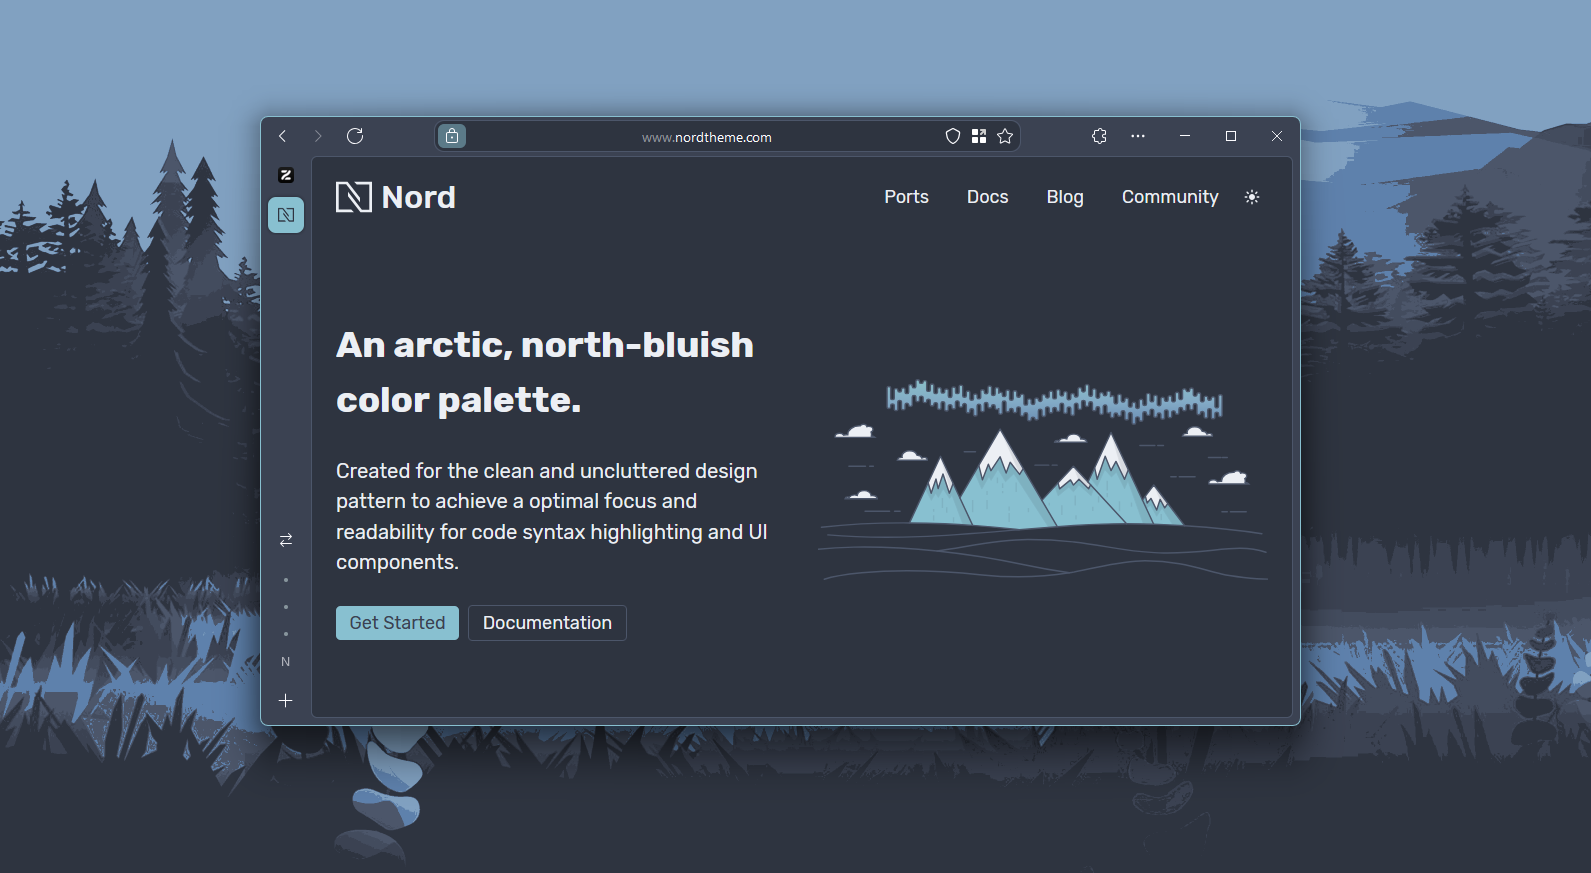 www.nordtheme.com
Nord
Ports Docs Blog Community
An arctic, north-bluish
color palette.
Created for the clean and uncluttered design
pattern to achieve a optimal focus and
readability for code syntax highlighting and UI
components.
Get Started Documentation
N